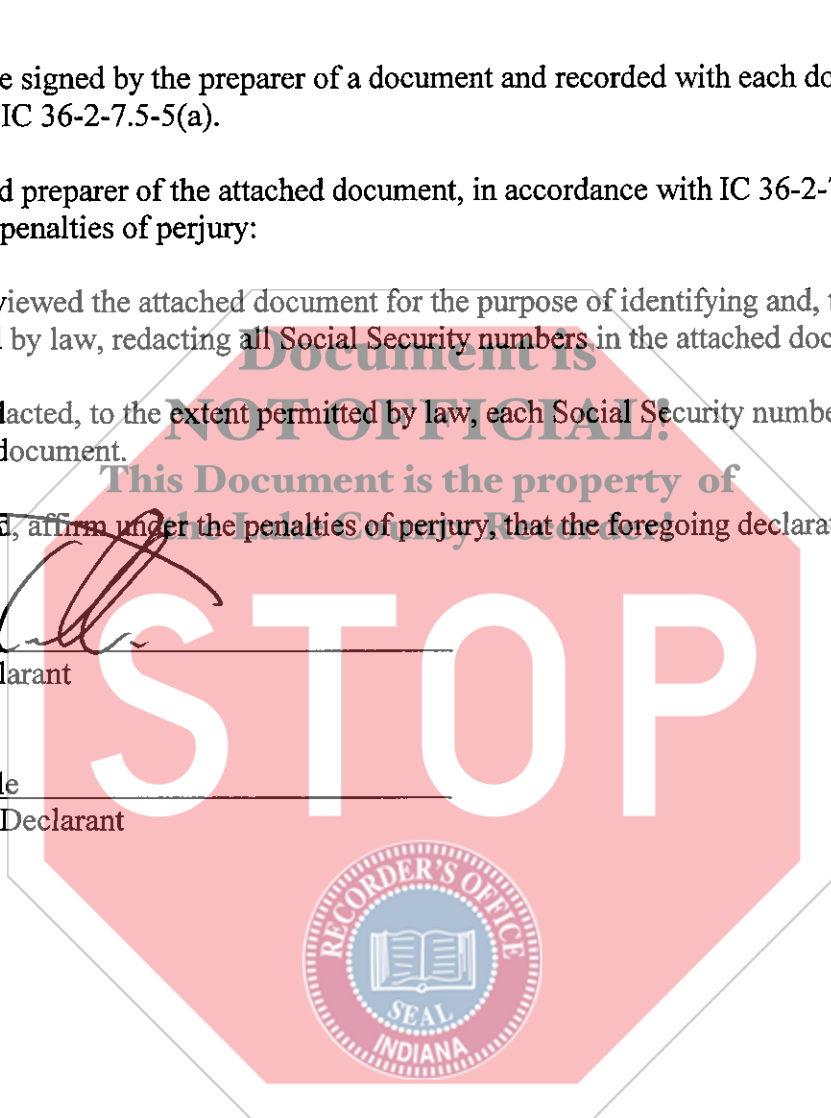 e signed by the preparer of a document and recorded with each do
IC 36-2-7.5-5(a).
d preparer of the attached document, in accordance with IC 36-2-7
penalties of perjury:
viewed the attached document for the purpose of identifying and, t
l by law, redacting all Social Security numbers in the attached doc
Document is
lacted, to the extent permitted by law, each Social Security numbe
NOT OFFICIAL!
document.
This Document is the property of
d, affirm under the penalties of perjury, that the foregoing declara
the Lake County Recorder!
larant
STOP
le
Declarant
RECORDER'S OFFICE
SEAL
INDIANA